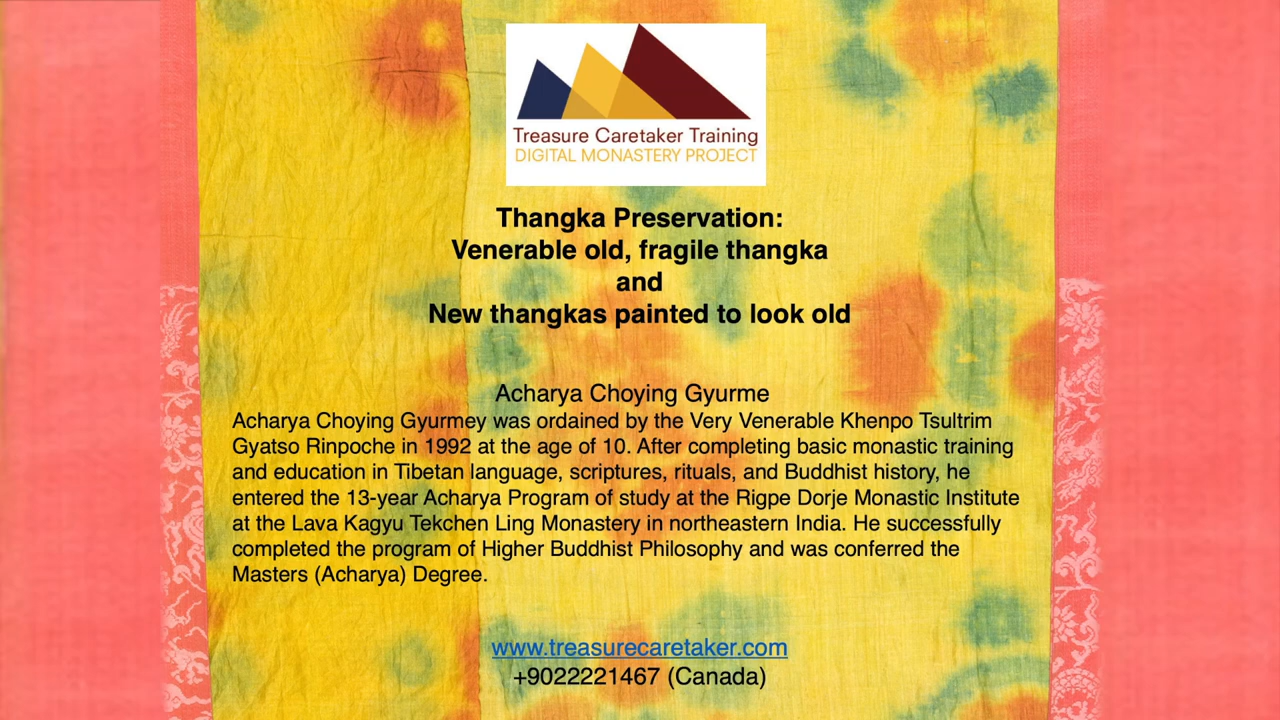 Treasure Caretaker Training
DIGITAL MONASTERY PROJECT
Thangka Preservation:
Venerable old, fragile thangka
and
New thangkas painted to look old
Acharya Choying Gyurme
Acharya Choying Gyurmey was ordained by the Very Venerable Khenpo Tsultrim
Gyatso Rinpoche in 1992 at the age of 10. After completing basic monastic training
and education in Tibetan language, scriptures, rituals, and Buddhist history, he
entered the 13-year Acharya Program of study at the Rigpe Dorje Monastic Institute
at the Lava Kagyu Tekchen Ling Monastery in northeastern India. He successfully
completed the program of Higher Buddhist Philosophy and was conferred the
Masters (Acharya) Degree.
www.treasurecaretaker.com
+9022221467 (Canada)